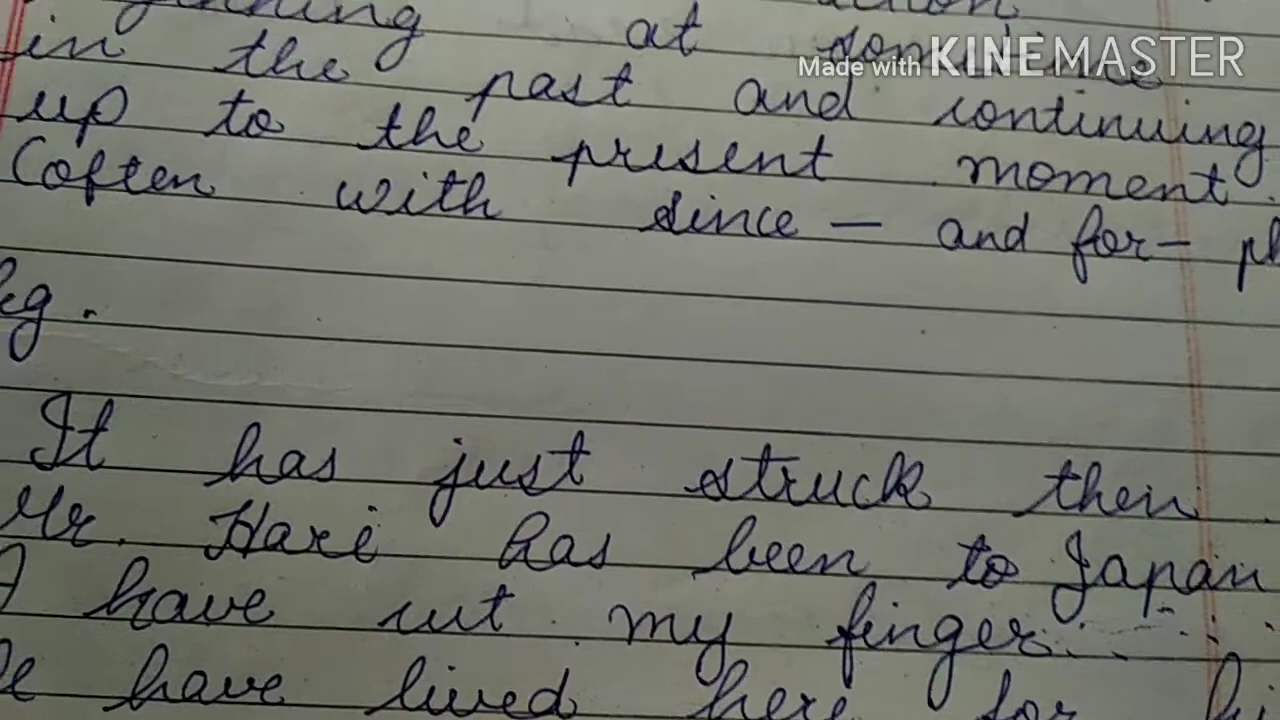 at sometime
Made with KINEMASTER
in the past and continuing
up to the present moment.
(often with since — and for –
eg.
It has just struck then.
Mr. Hari has been to Japan
I have cut my finger
have lived here for